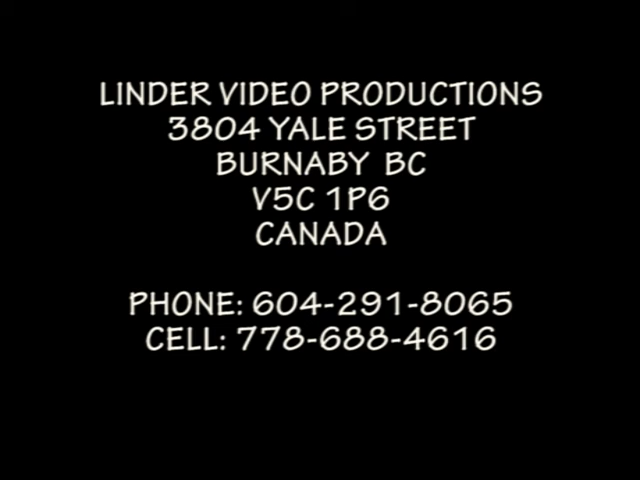 LINDER VIDEO PRODUCTIONS
3804 YALE STREET
BURNABY BC
V5C 1P6
CANADA
PHONE: 604-291-8065
CELL: 778-688-4616